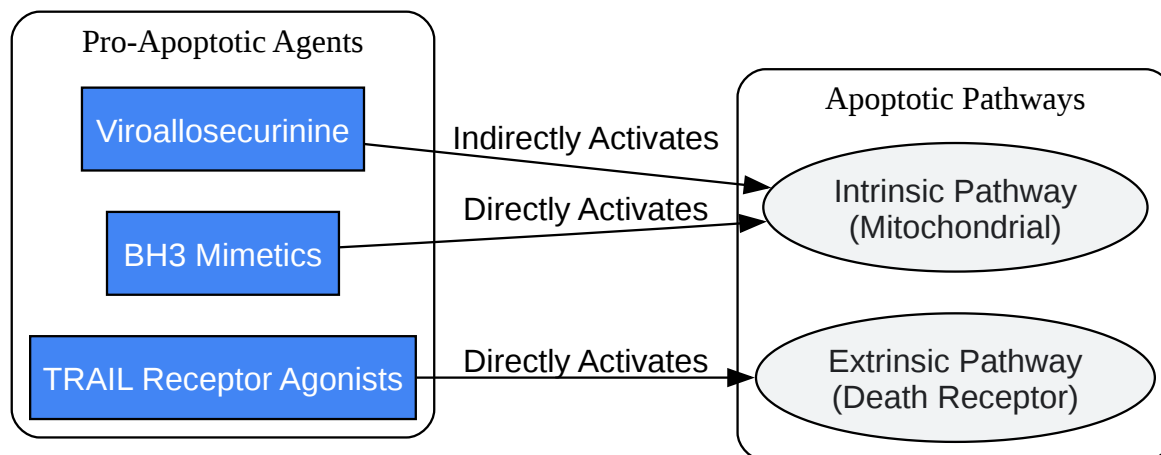 Pro-Apoptotic Agents
Viroallosecurinine
BH3 Mimetics
TRAIL Receptor Agonists
Indirectly Activates
Directly Activates
Directly Activates
Apoptotic Pathways
Intrinsic Pathway
(Mitochondrial)
Extrinsic Pathway
(Death Receptor)